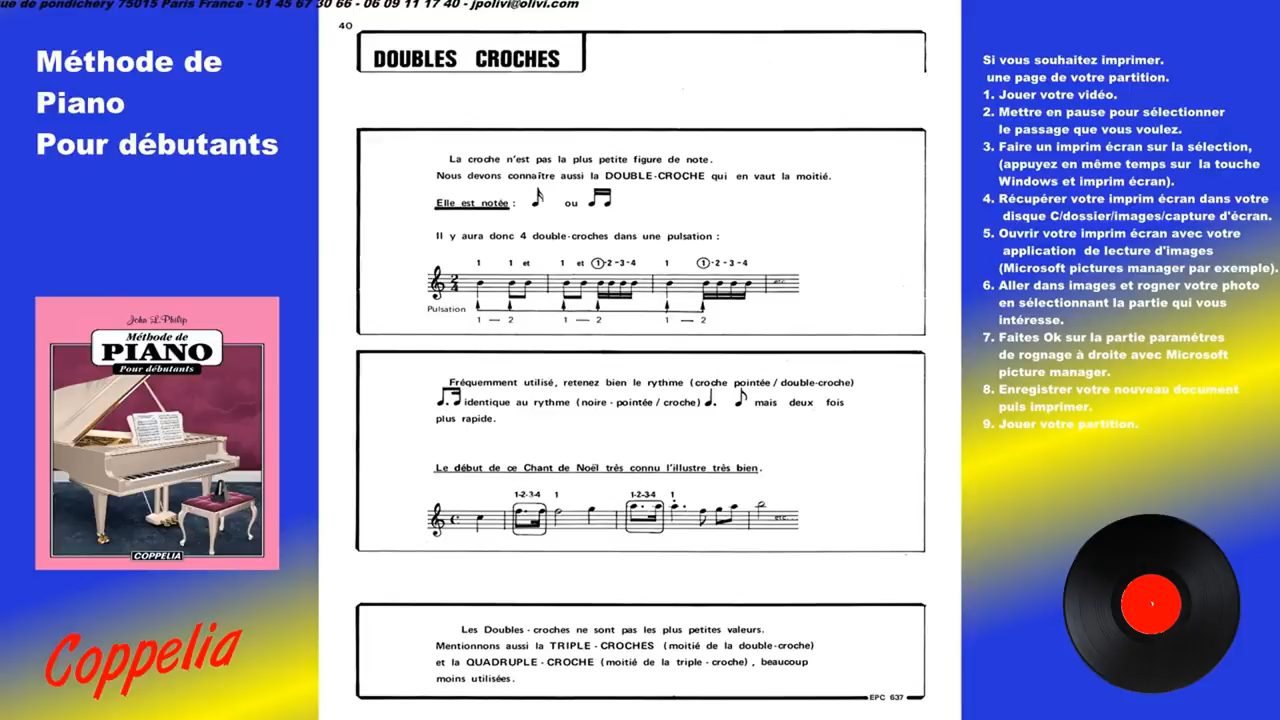 ue de pondichery 75015 Paris France - 01 45 67 30 66 - 06 09 11 17 40 - jpolivi@olivi.com
Méthode de
Piano
Pour débutants
John L. Philip
Méthode de
PIANO
Pour débutants
COPPELIA
Coppelia
40
DOUBLES CROCHES
La croche n'est pas la plus petite figure de note.
Nous devons connaître aussi la DOUBLE-CROCHE qui en vaut la moitié.
Elle est notée : ou
Il y aura donc 4 double-croches dans une pulsation :
1 1 et 1 et 1-2-3-4 1 1-2-3-4
2
4
etc..
Pulsation
1 — 2 1 — 2 1 — 2
Fréquemment utilisé, retenez bien le rythme (croche pointée / double-croche)
identique au rythme (noire - pointée / croche) mais deux fois
plus rapide.
Le début de ce Chant de Noël très connu l'illustre très bien.
1-2-3-4 1 1-2-3-4 1
etc..
Les Doubles - croches ne sont pas les plus petites valeurs.
Mentionnons aussi la TRIPLE - CROCHES (moitié de la double-croche)
et la QUADRUPLE - CROCHE (moitié de la triple - croche), beaucoup
moins utilisées.
EPC 637
Si vous souhaitez imprimer.
une page de votre partition.
1. Jouer votre vidéo.
2. Mettre en pause pour sélectionner
le passage que vous voulez.
3. Faire un imprim écran sur la sélection,
(appuyez en même temps sur la touche
Windows et imprim écran).
4. Récupérer votre imprim écran dans votre
disque C/dossier/images/capture d'écran.
5. Ouvrir votre imprim écran avec votre
application de lecture d'images
(Microsoft pictures manager par exemple).
6. Aller dans images et rogner votre photo
en sélectionnant la partie qui vous
intéresse.
7. Faites Ok sur la partie paramétres
de rognage à droite avec Microsoft
picture manager.
8. Enregistrer votre nouveau document
puis imprimer.
9. Jouer votre partition.